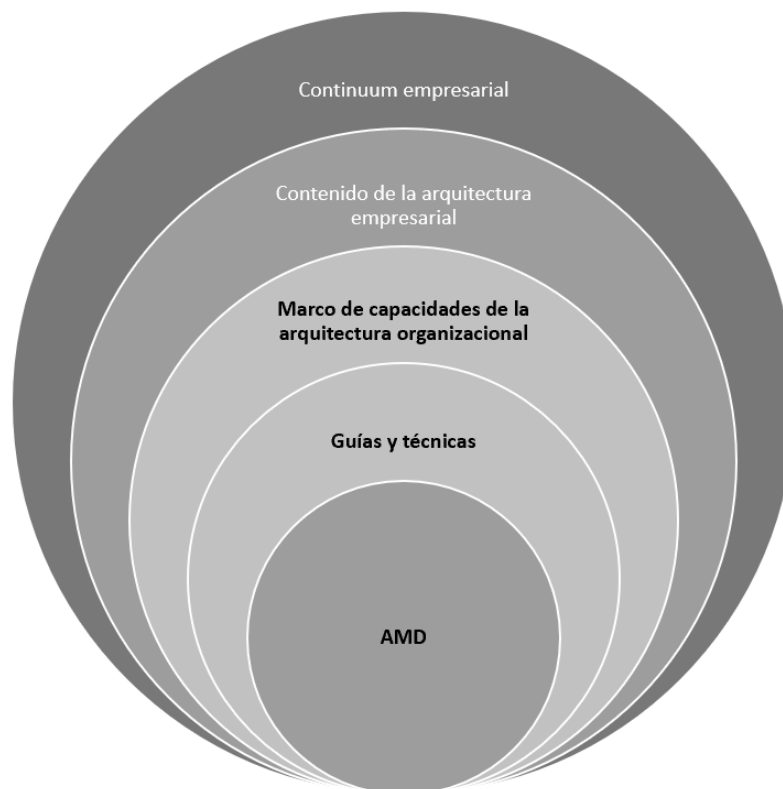 Continuum empresarial
Contenido de la arquitectura
empresarial
Marco de capacidades de la
arquitectura organizacional
Guías y técnicas
AMD